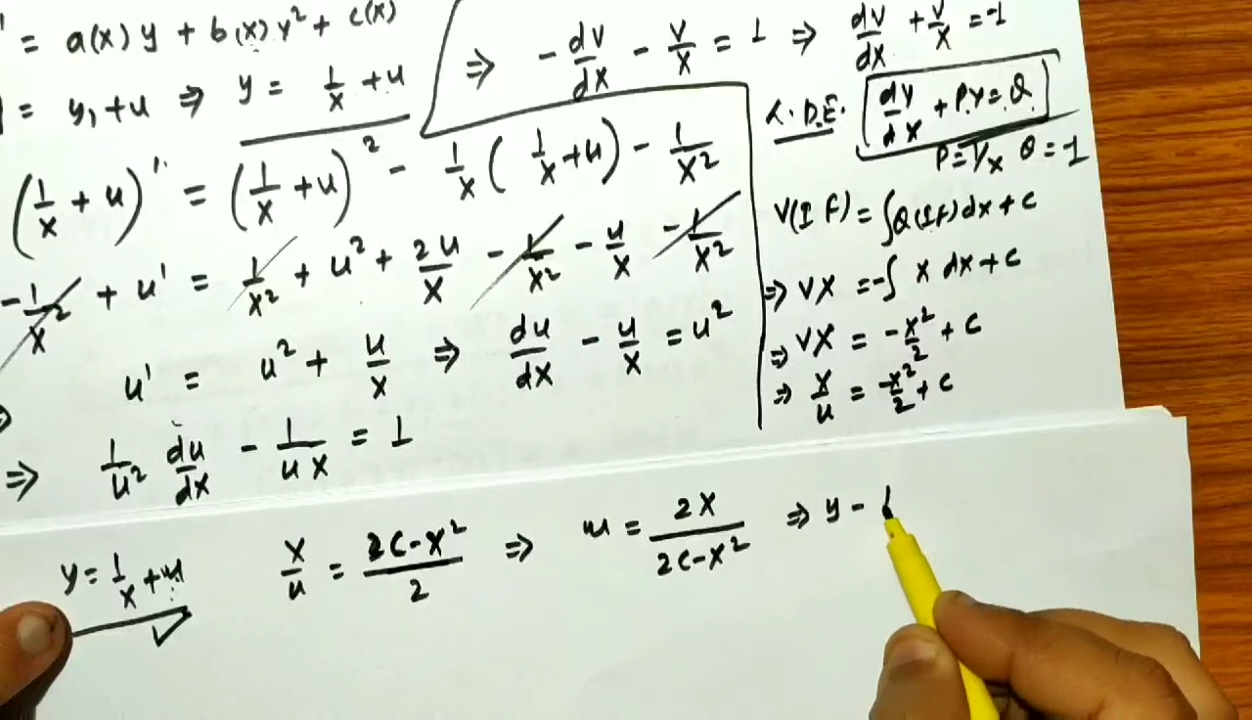 ' = a(x) y + b(x) y² + c(x)
= y₁ + u ⇒ y = 1/x + u
(1/x + u)' = (1/x + u)² - 1/x (1/x + u) - 1/x²
-1/x² + u' = 1/x² + u² + 2u/x - 1/x² - u/x - 1/x²
u' = u² + u/x ⇒ du/dx - u/x = u²
⇒ 1/u² du/dx - 1/ux = 1
⇒ -dv/dx - v/x = 1 ⇒ dv/dx + v/x = -1
L.D.E. dy/dx + P.y = Q
P = 1/x Q = -1
V(I F) = ∫Q(IF)dx + c
⇒ VX = -∫ x dx + c
⇒ VX = -x²/2 + c
⇒ x/u = -x²/2 + c
y = 1/x + u
x/u = 2c-x²/2 ⇒ u = 2x/2c-x² ⇒ y - 1